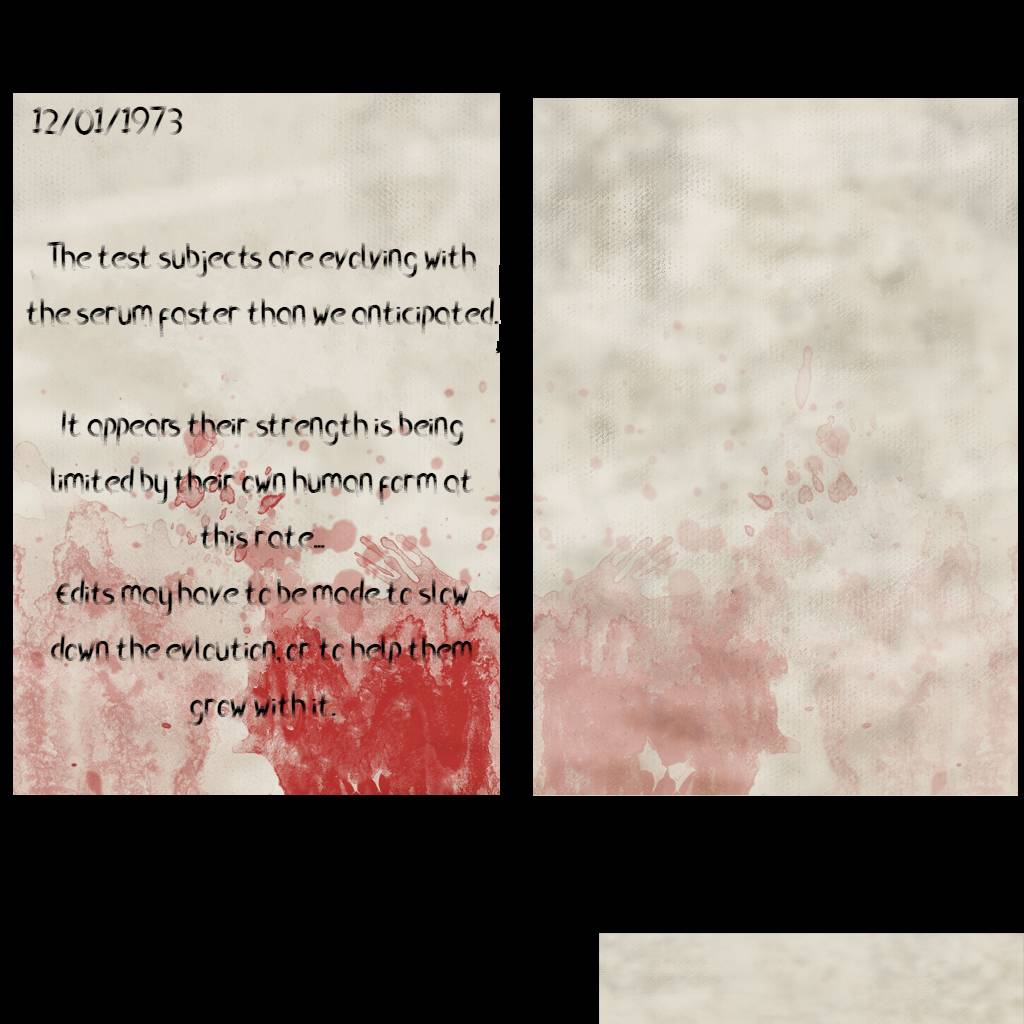 12/01/1973
The test subjects are evolving with
the serum faster than we anticipated.
It appears their strength is being
limited by their own human form at
this rate...
Edits may have to be made to slow
down the evloution, or to help them
grow with it.